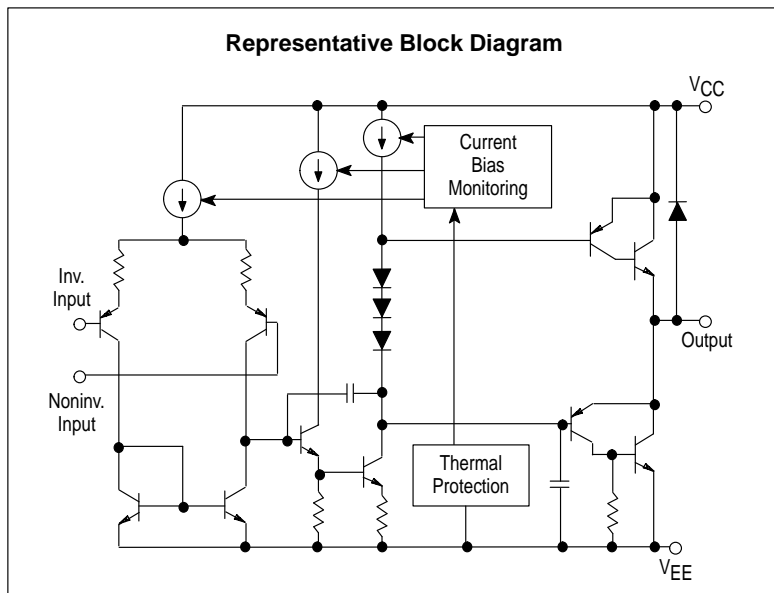 Representative Block Diagram
VCC
Current
Bias
Monitoring
Inv.
Input
Output
Noninv.
Input
Thermal
Protection
VEE